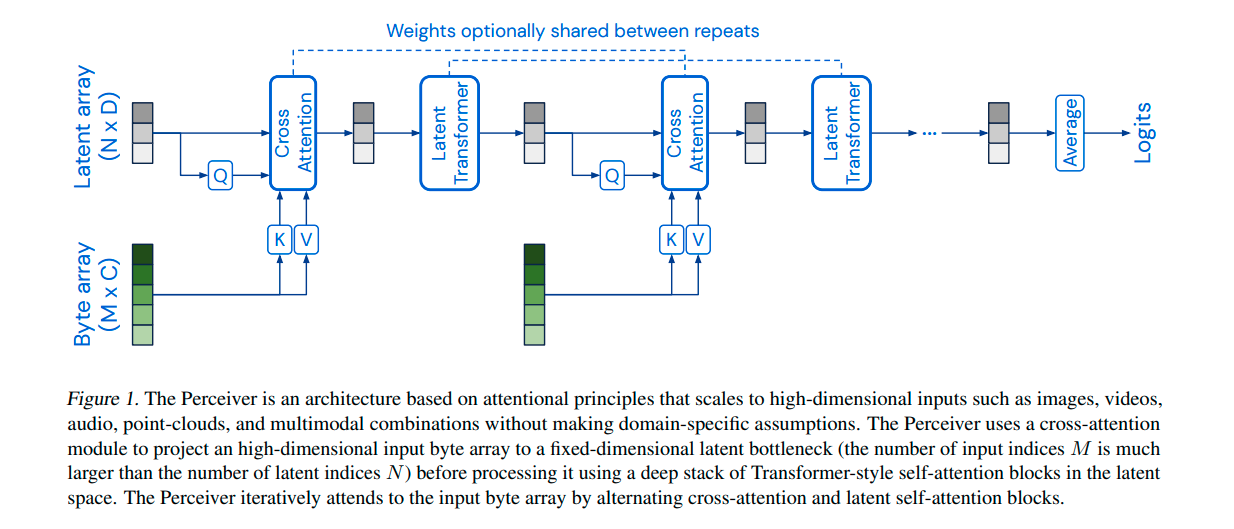 Weights optionally shared between repeats
Latent array
(N x D)
Cross
Attention
Latent
Transformer
Cross
Attention
Latent
Transformer
...
Average
Logits
Q
Q
K
V
K
V
Byte array
(M x C)
Figure 1. The Perceiver is an architecture based on attentional principles that scales to high-dimensional inputs such as images, videos,
audio, point-clouds, and multimodal combinations without making domain-specific assumptions. The Perceiver uses a cross-attention
module to project an high-dimensional input byte array to a fixed-dimensional latent bottleneck (the number of input indices M is much
larger than the number of latent indices N) before processing it using a deep stack of Transformer-style self-attention blocks in the latent
space. The Perceiver iteratively attends to the input byte array by alternating cross-attention and latent self-attention blocks.